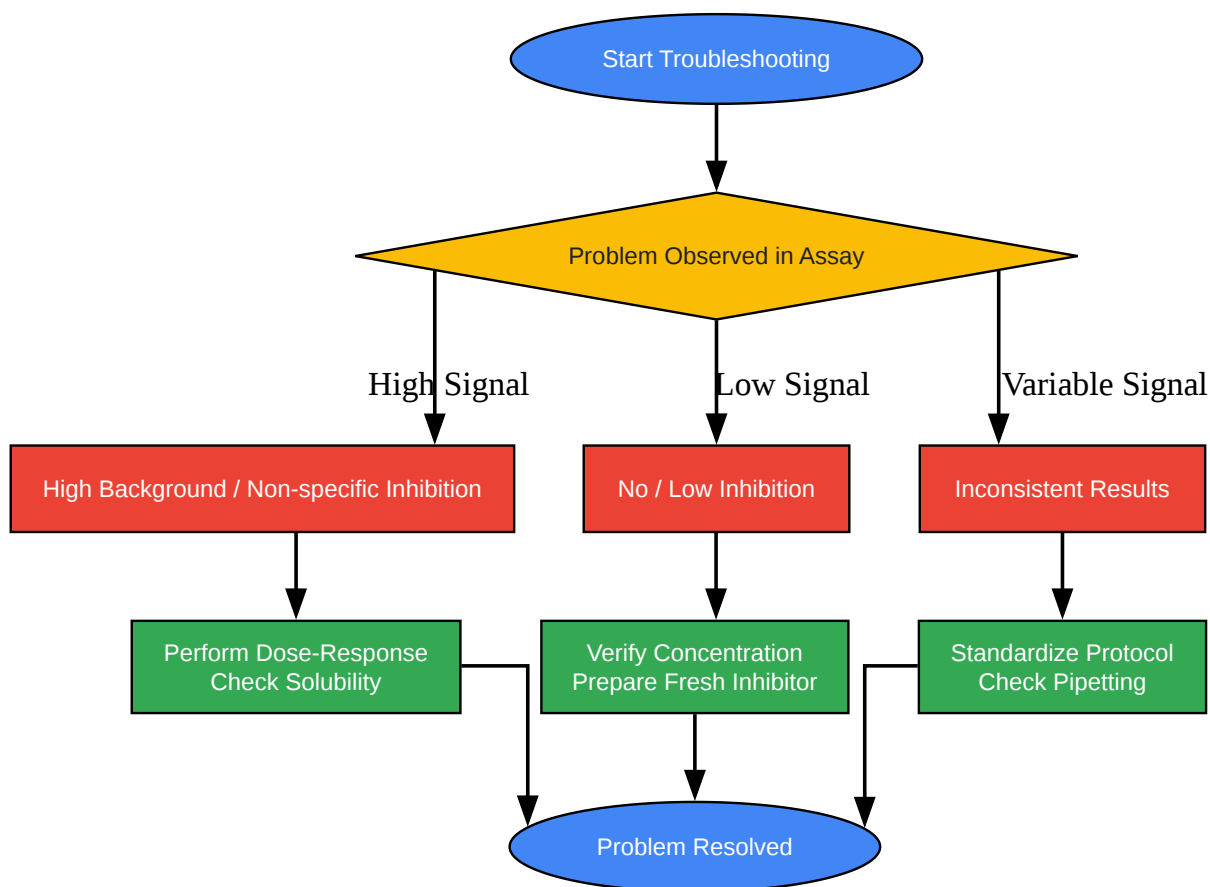 Start Troubleshooting
Problem Observed in Assay
High Signal
Low Signal
Variable Signal
High Background / Non-specific Inhibition
No / Low Inhibition
Inconsistent Results
Perform Dose-Response
Check Solubility
Verify Concentration
Prepare Fresh Inhibitor
Standardize Protocol
Check Pipetting
Problem Resolved